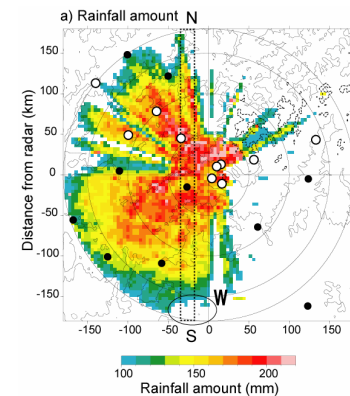 a) Rainfall amount
N
150
100
50
0
-50
-100
-150
Distance from radar (km)
W
S
-150 -100 -50 0 50 100 150
100 150 200
Rainfall amount (mm)